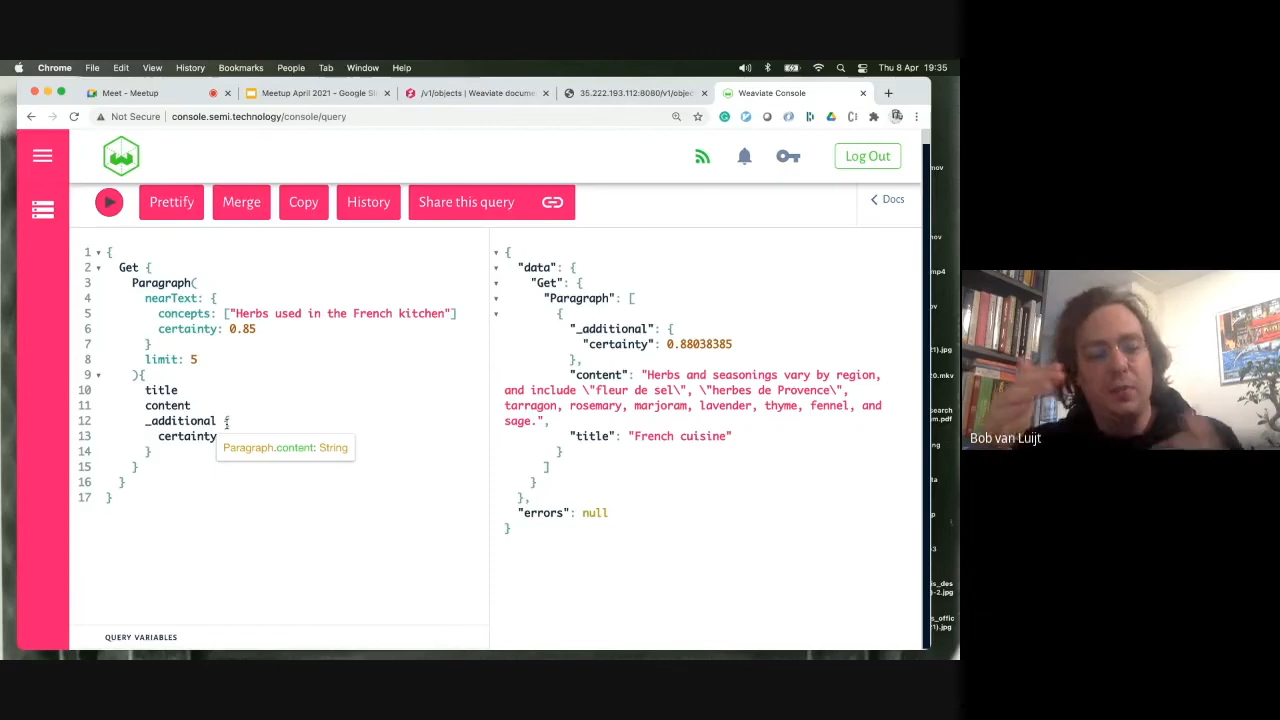 Chrome File Edit View History Bookmarks People Tab Window Help Thu 8 Apr 19:35
Meet - Meetup
Meetup April 2021 - Google Sli
/v1/objects | Weaviate docume
35.222.193.112:8080/v1/objec
Weaviate Console
Not Secure console.semi.technology/console/query
Log Out
Prettify Merge Copy History Share this query Docs
1 {
2 Get {
3 Paragraph(
4 nearText: {
5 concepts: ["Herbs used in the French kitchen"]
6 certainty: 0.85
7 }
8 limit: 5
9 ){
10 title
11 content
12 _additional {
13 certainty
14 }
15 }
16 }
17 }
Paragraph.content: String
QUERY VARIABLES
{
"data": {
"Get": {
"Paragraph": [
{
"_additional": {
"certainty": 0.88038385
},
"content": "Herbs and seasonings vary by region,
and include \"fleur de sel\", \"herbes de Provence\",
tarragon, rosemary, marjoram, lavender, thyme, fennel, and
sage.",
"title": "French cuisine"
}
]
}
},
"errors": null
}
Bob van Luijt